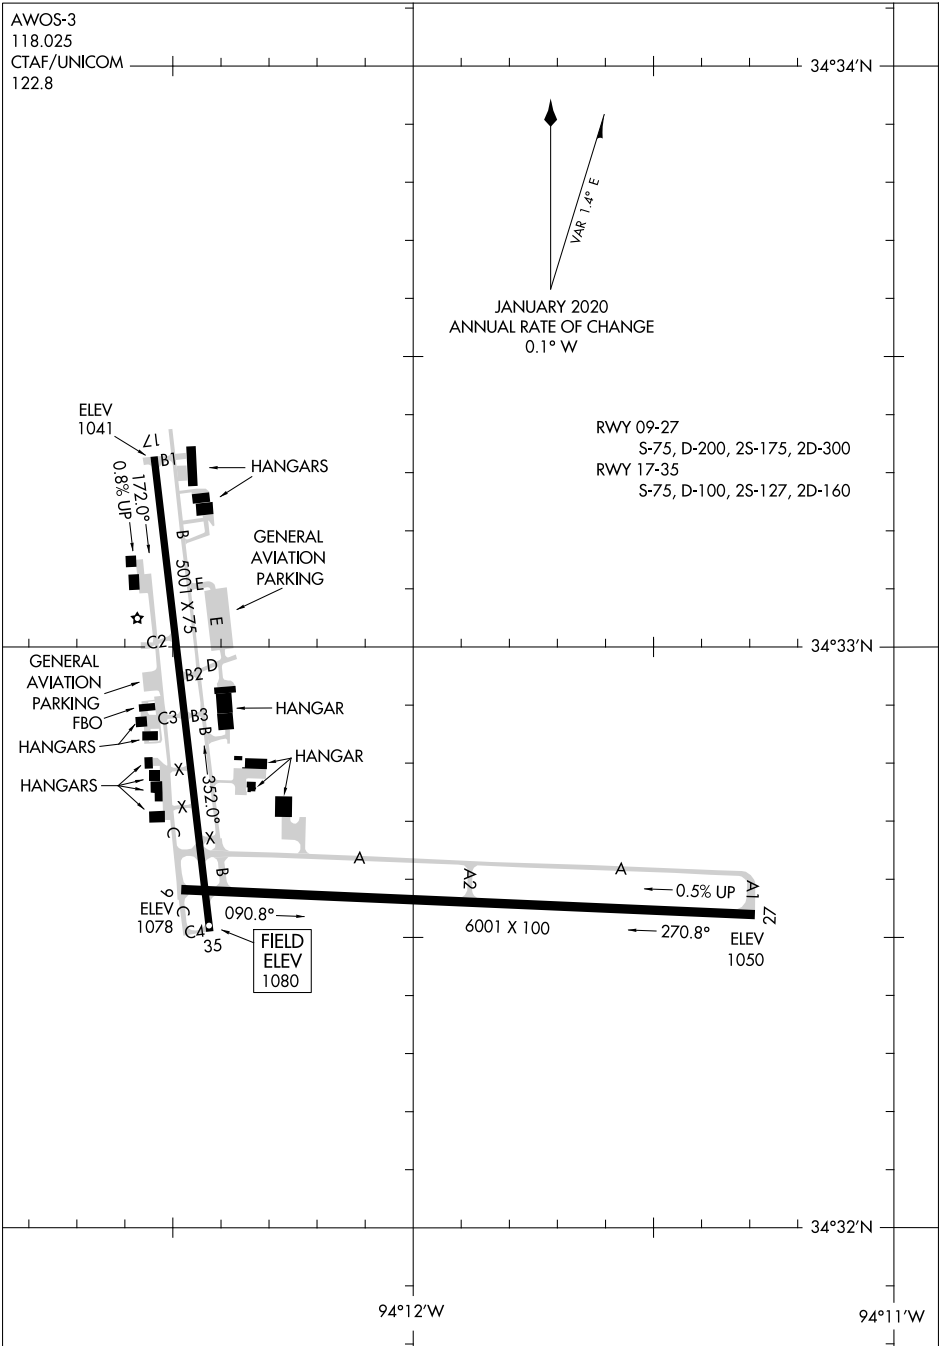 AWOS-3
118.025
CTAF/UNICOM
122.8
34°34'N
VAR 1.4° E
JANUARY 2020
ANNUAL RATE OF CHANGE
0.1° W
RWY 09-27
S-75, D-200, 2S-175, 2D-300
RWY 17-35
S-75, D-100, 2S-127, 2D-160
ELEV
1041
17
B1
HANGARS
172.0°
0.8% UP
B
GENERAL
AVIATION
PARKING
5001 X 75
E
E
C2
34°33'N
D
B2
GENERAL
AVIATION
PARKING
FBO
HANGARS
C3
B3
B
HANGAR
HANGAR
X
352.0°
HANGARS
X
C
X
A
A
B
A2
0.5% UP
A1
9
ELEV
1078
C
090.8°
6001 X 100
270.8°
27
ELEV
1050
C4
35
FIELD
ELEV
1080
34°32'N
94°12'W
94°11'W